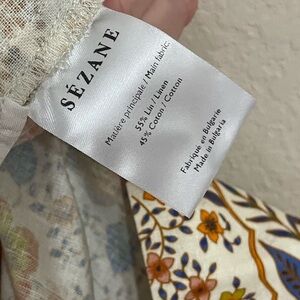 SÉZANE
Matière principale / Main fabric:
55% Lin / Linen
45% Coton / Cotton
Fabriqué en Bulgarie
Made in Bulgaria